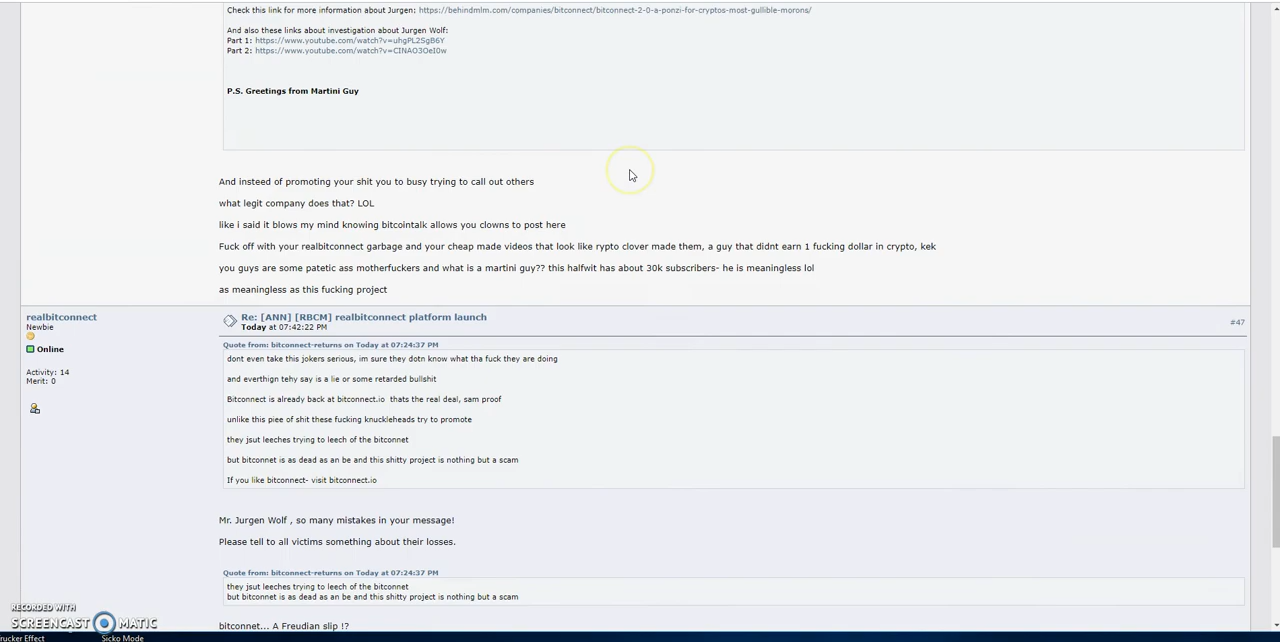 Check this link for more information about Jurgen: https://behindmlm.com/companies/bitconnect/bitconnect-2-0-a-ponzi-for-cryptos-most-gullible-morons/
And also these links about investigation about Jurgen Wolf:
Part 1: https://www.youtube.com/watch?v=uhgPL2SgB6Y
Part 2: https://www.youtube.com/watch?v=CINAO3OeI0w
P.S. Greetings from Martini Guy
And insteed of promoting your shit you to busy trying to call out others
what legit company does that? LOL
like i said it blows my mind knowing bitcointalk allows you clowns to post here
Fuck off with your realbitconnect garbage and your cheap made videos that look like rypto clover made them, a guy that didnt earn 1 fucking dollar in crypto, kek
you guys are some patetic ass motherfuckers and what is a martini guy?? this halfwit has about 30k subscribers- he is meaningless lol
as meaningless as this fucking project
realbitconnect
Newbie
Online
Activity: 14
Merit: 0
Re: [ANN] [RBCM] realbitconnect platform launch
Today at 07:42:22 PM
#47
Quote from: bitconnect-returns on Today at 07:24:37 PM
dont even take this jokers serious, im sure they dotn know what tha fuck they are doing
and everthign tehy say is a lie or some retarded bullshit
Bitconnect is already back at bitconnect.io  thats the real deal, sam proof
unlike this piee of shit these fucking knuckleheads try to promote
they jsut leeches trying to leech of the bitconnet
but bitconnet is as dead as an be and this shitty project is nothing but a scam
If you like bitconnect- visit bitconnect.io
Mr. Jurgen Wolf , so many mistakes in your message!
Please tell to all victims something about their losses.
Quote from: bitconnect-returns on Today at 07:24:37 PM
they jsut leeches trying to leech of the bitconnet
but bitconnet is as dead as an be and this shitty project is nothing but a scam
bitconnet... A Freudian slip !?
RECORDED WITH
SCREENCAST MATIC
rucker Effect
Sicko Mode